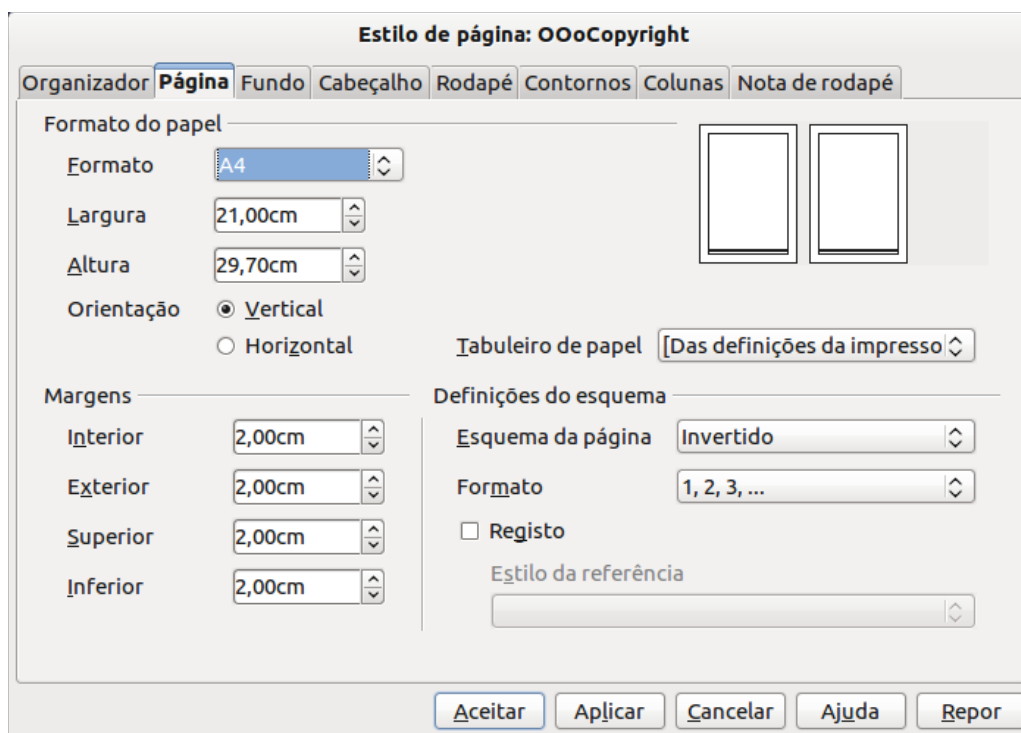 Estilo de página: OOoCopyright
Organizador Página Fundo Cabeçalho Rodapé Contornos Colunas Nota de rodapé
Formato do papel
Formato A4
Largura 21,00cm
Altura 29,70cm
Orientação Vertical
Horizontal
Tabuleiro de papel [Das definições da impresso
Margens
Interior 2,00cm
Exterior 2,00cm
Superior 2,00cm
Inferior 2,00cm
Definições do esquema
Esquema da página Invertido
Formato 1, 2, 3, ...
Registo
Estilo da referência
Aceitar Aplicar Cancelar Ajuda Repor